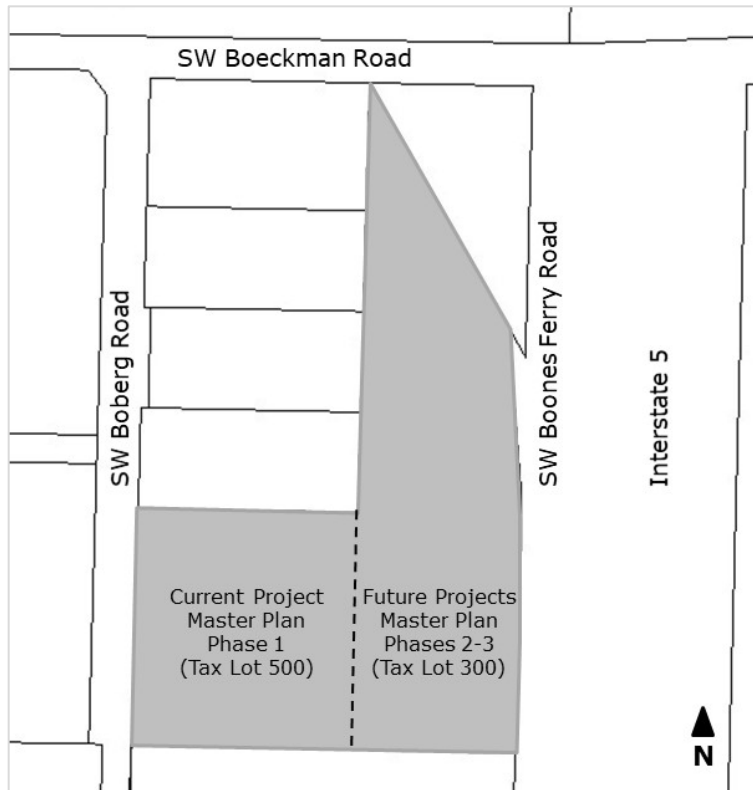 SW Boeckman Road
SW Boberg Road
SW Boones Ferry Road
Interstate 5
Current Project
Master Plan
Phase 1
(Tax Lot 500)
Future Projects
Master Plan
Phases 2-3
(Tax Lot 300)
N